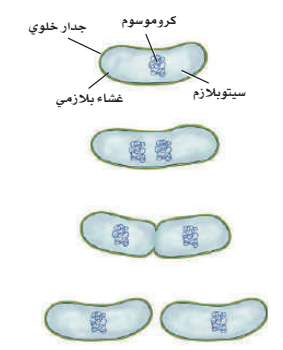 كروموسوم
جدار خلوي
سيتوبلازم
غشاء بلازمي